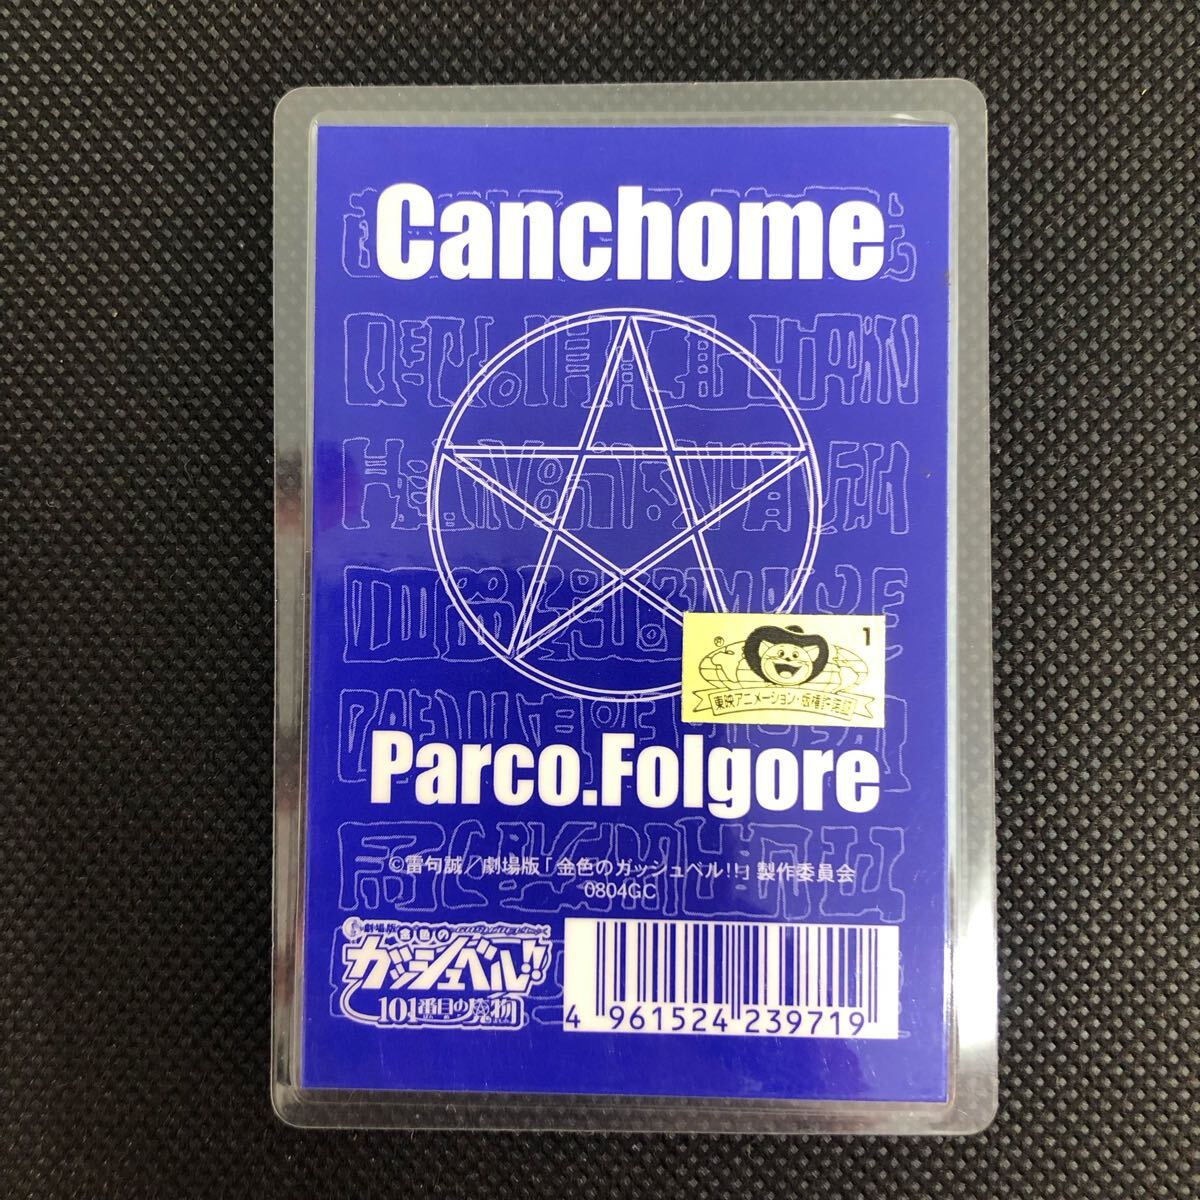 Canchome
1
®
東映アニメーション・版権許諾証
Parco.Folgore
©雷句誠／劇場版「金色のガッシュベル!!」製作委員会
0804GC
劇場版
金色の
ガッシュベル!!
101番目の魔物
4 961524 239719